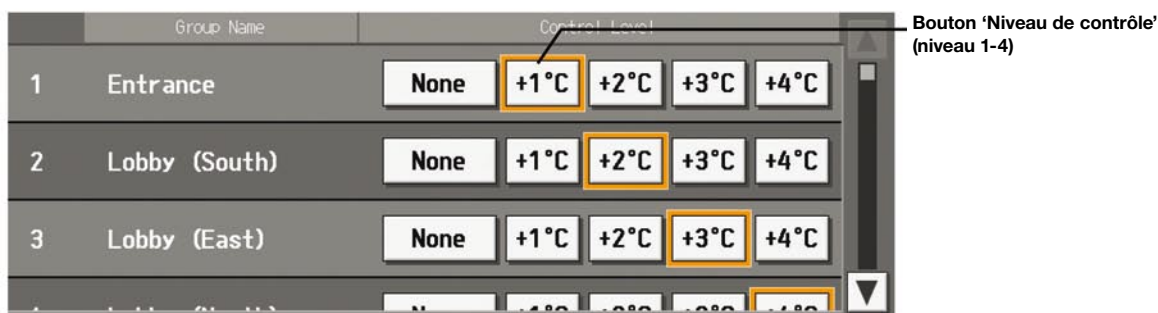 Group Name Control Level
Bouton ‘Niveau de contrôle’
(niveau 1-4)
1 Entrance None +1°C +2°C +3°C +4°C
2 Lobby (South) None +1°C +2°C +3°C +4°C
3 Lobby (East) None +1°C +2°C +3°C +4°C